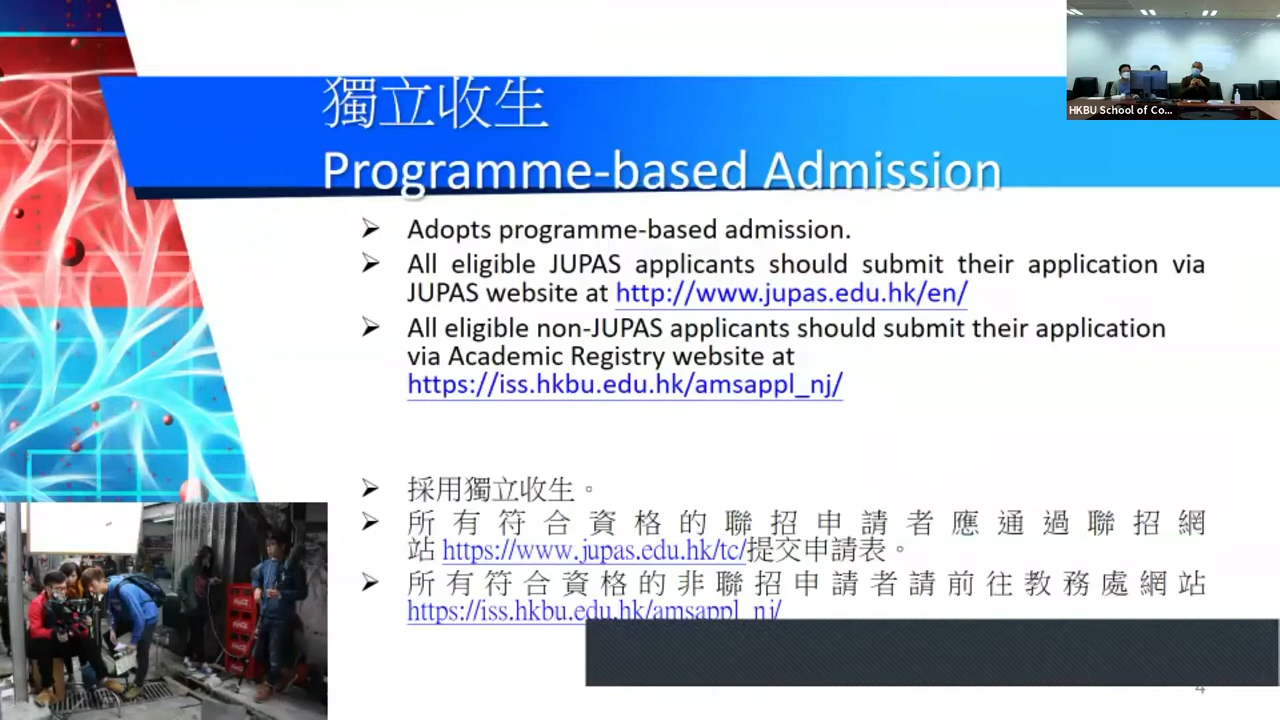 獨立收生
Programme-based Admission
HKBU School of Co...
➢ Adopts programme-based admission.
➢ All eligible JUPAS applicants should submit their application via
JUPAS website at http://www.jupas.edu.hk/en/
➢ All eligible non-JUPAS applicants should submit their application
via Academic Registry website at
https://iss.hkbu.edu.hk/amsappl_nj/
➢ 採用獨立收生。
➢ 所有符合資格的聯招申請者應通過聯招網
站 https://www.jupas.edu.hk/tc/提交申請表。
➢ 所有符合資格的非聯招申請者請前往教務處網站
https://iss.hkbu.edu.hk/amsappl_nj/
4